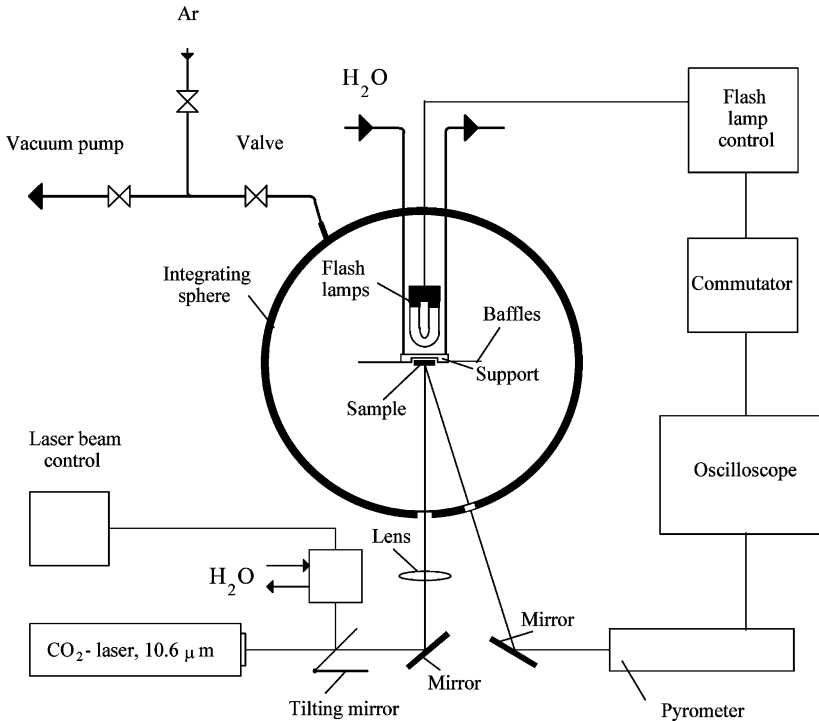 Ar
H2O
Flash
lamp
control
Vacuum pump
Valve
Integrating
sphere
Flash
lamps
Commutator
Baffles
Support
Sample
Laser beam
control
Oscilloscope
Lens
H2O
Mirror
CO2- laser, 10.6 μ m
Mirror
Tilting mirror
Pyrometer